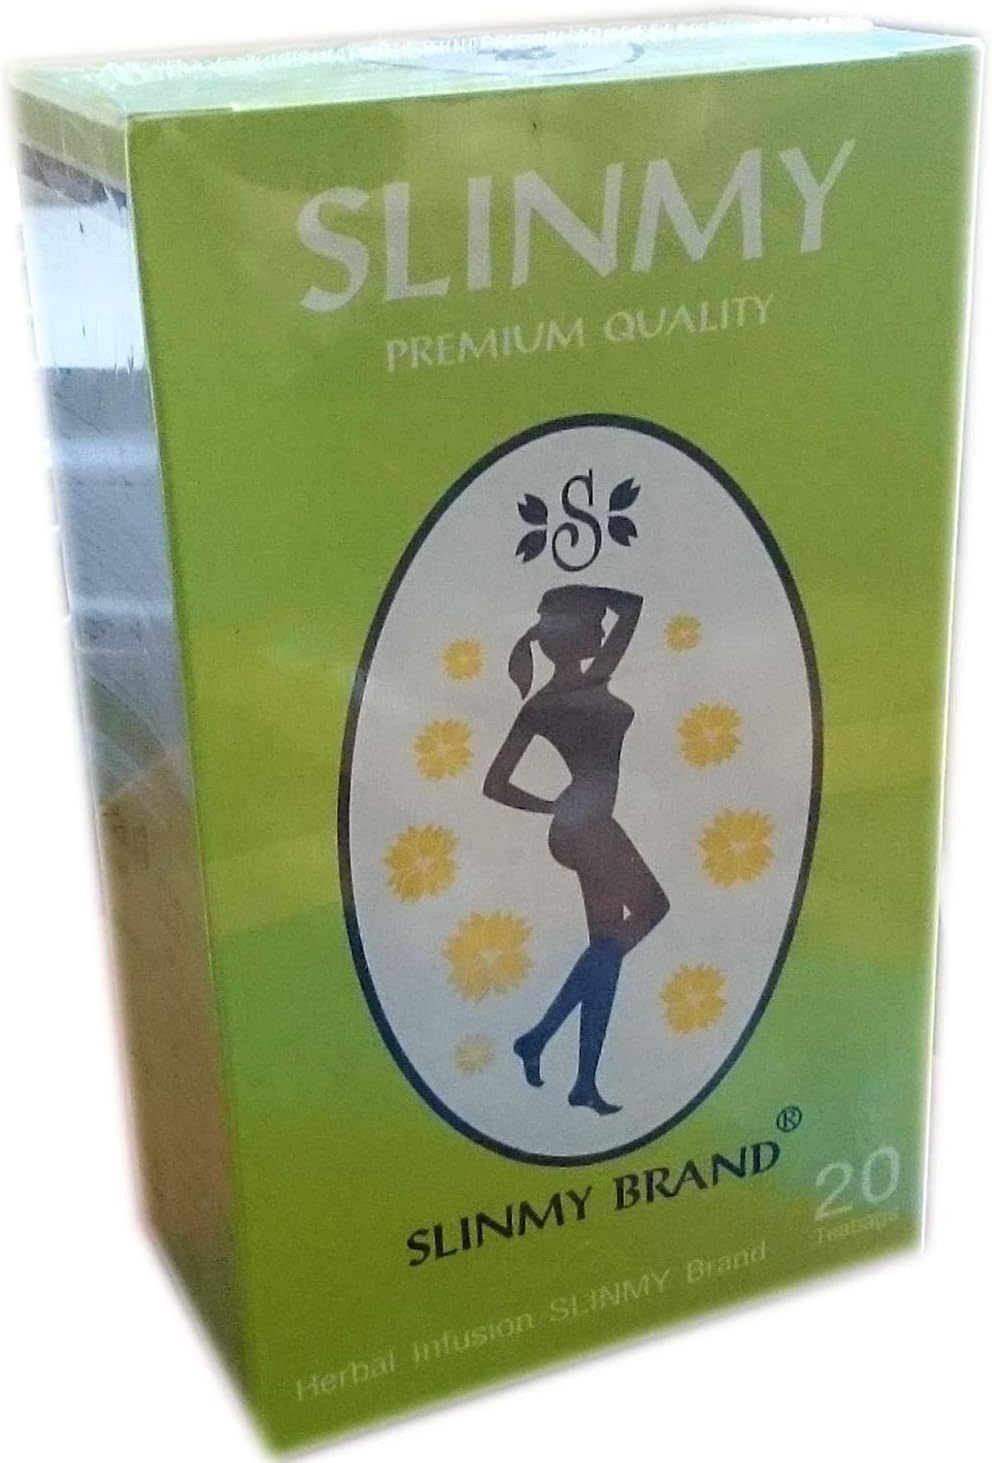 SLINMY
PREMIUM QUALITY
S
SLINMY BRAND®
20
Teabags
Herbal Infusion SLINMY Brand